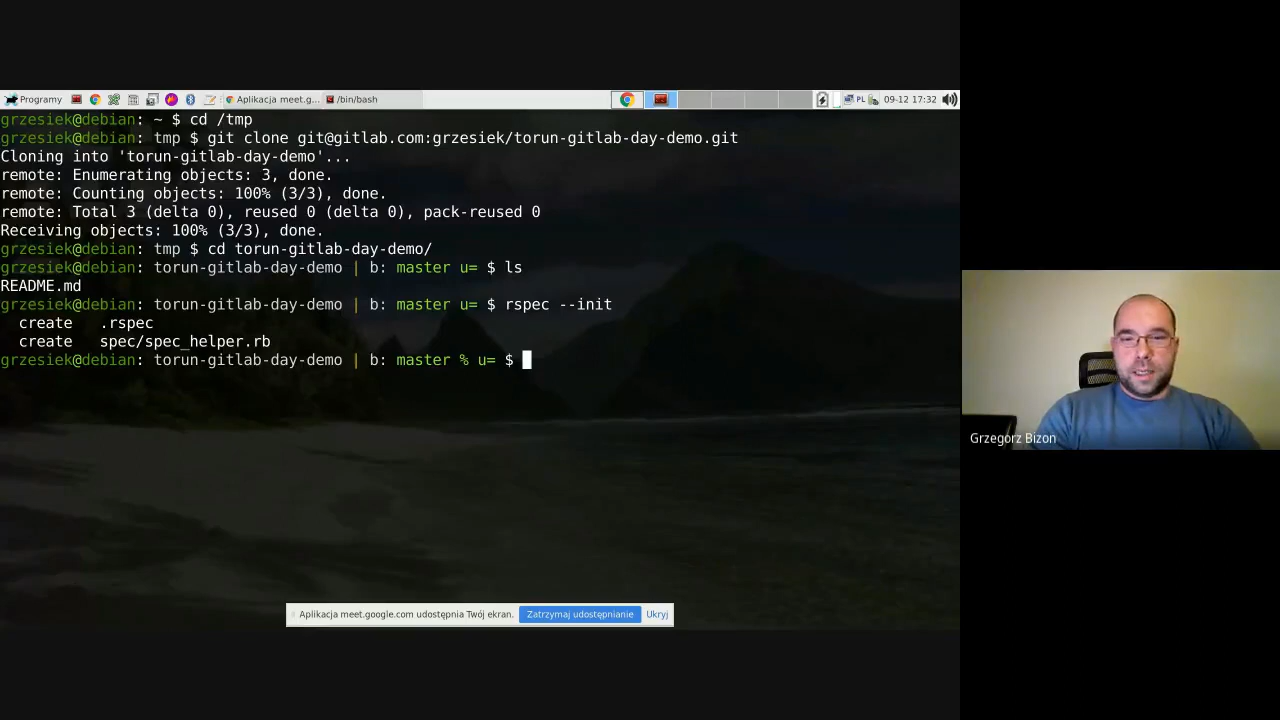 Programy
Aplikacja meet.g...
/bin/bash
PL
09-12 17:32
grzesiek@debian: ~ $ cd /tmp
grzesiek@debian: tmp $ git clone git@gitlab.com:grzesiek/torun-gitlab-day-demo.git
Cloning into 'torun-gitlab-day-demo'...
remote: Enumerating objects: 3, done.
remote: Counting objects: 100% (3/3), done.
remote: Total 3 (delta 0), reused 0 (delta 0), pack-reused 0
Receiving objects: 100% (3/3), done.
grzesiek@debian: tmp $ cd torun-gitlab-day-demo/
grzesiek@debian: torun-gitlab-day-demo | b: master u= $ ls
README.md
grzesiek@debian: torun-gitlab-day-demo | b: master u= $ rspec --init
  create   .rspec
  create   spec/spec_helper.rb
grzesiek@debian: torun-gitlab-day-demo | b: master % u= $
Grzegorz Bizon
Aplikacja meet.google.com udostępnia Twój ekran.
Zatrzymaj udostępnianie
Ukryj